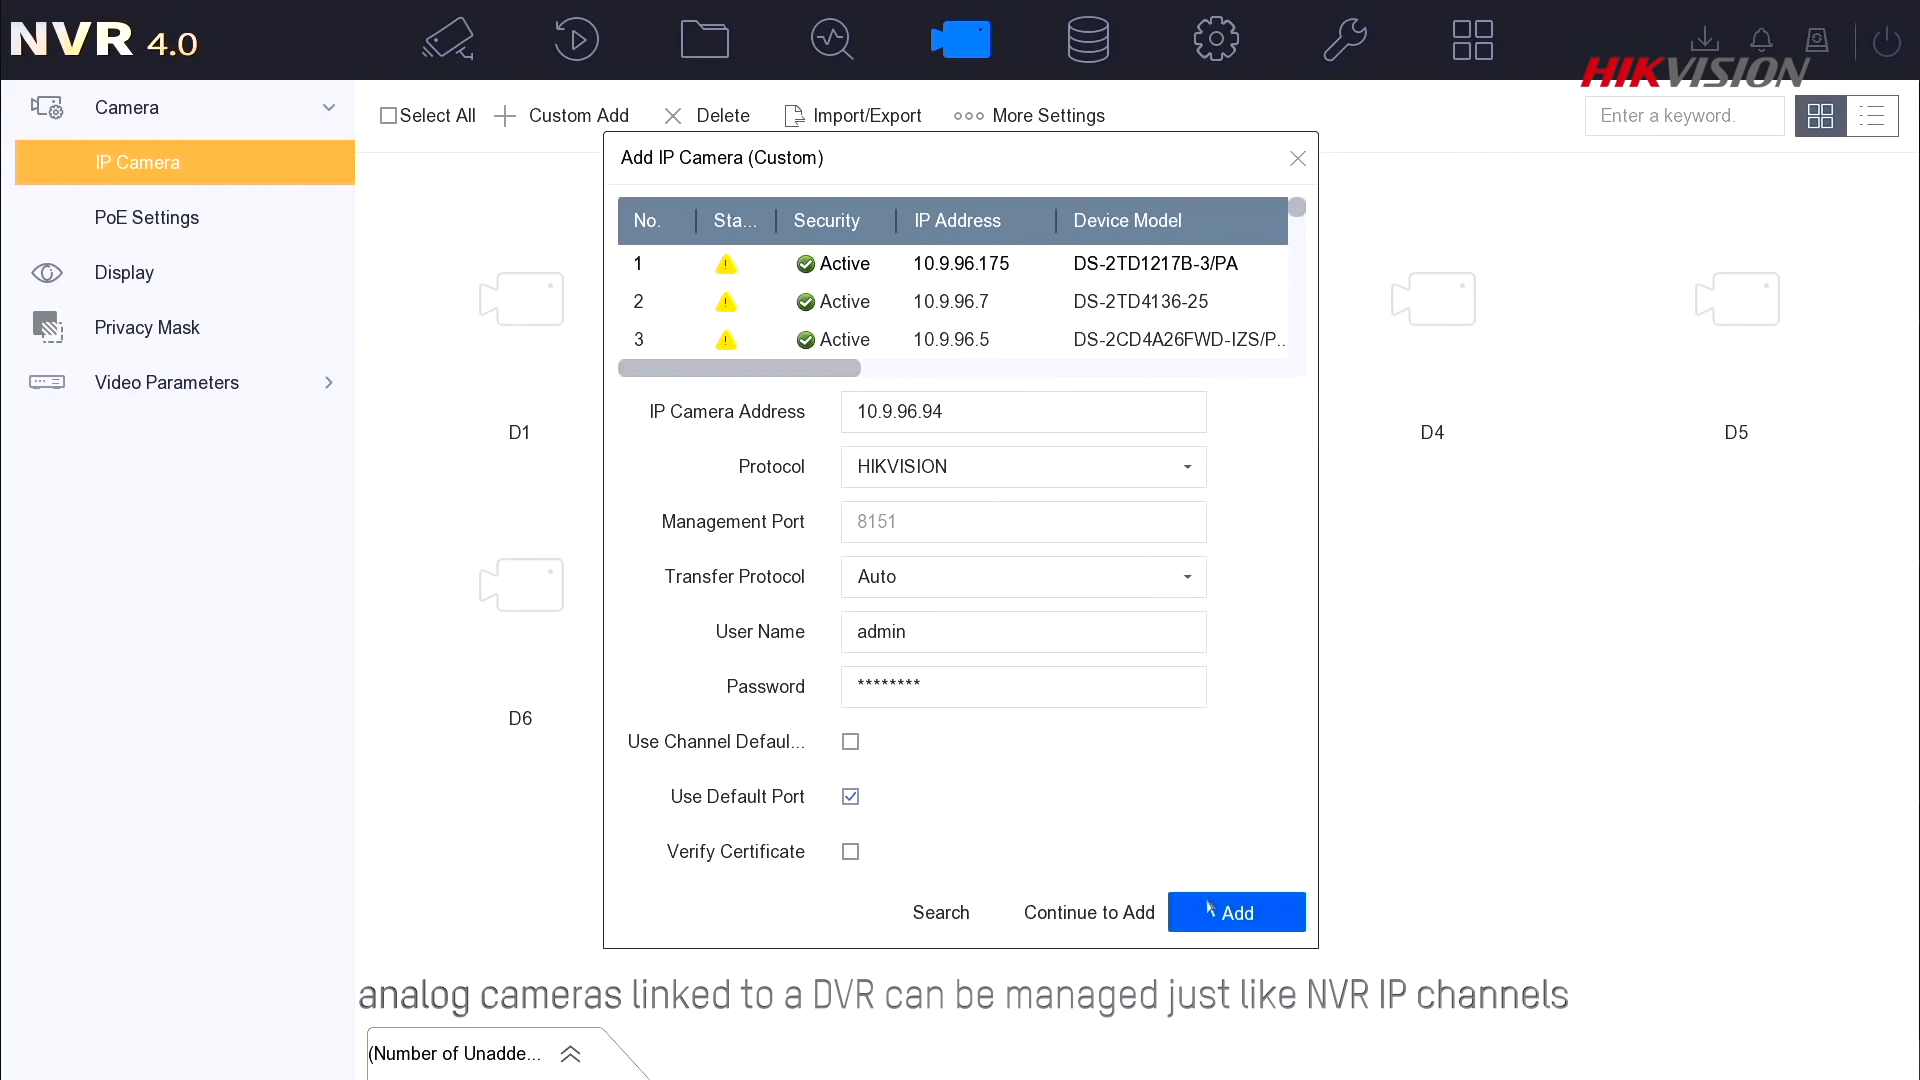 NVR 4.0
HIKVISION
Camera
IP Camera
PoE Settings
Display
Privacy Mask
Video Parameters
Select All Custom Add Delete Import/Export More Settings
Enter a keyword.
Add IP Camera (Custom)
No. Sta... Security IP Address Device Model
1 Active 10.9.96.175 DS-2TD1217B-3/PA
2 Active 10.9.96.7 DS-2TD4136-25
3 Active 10.9.96.5 DS-2CD4A26FWD-IZS/P..
IP Camera Address 10.9.96.94
Protocol HIKVISION
Management Port 8151
Transfer Protocol Auto
User Name admin
Password ********
Use Channel Defaul...
Use Default Port
Verify Certificate
Search Continue to Add Add
D1
D4
D5
D6
analog cameras linked to a DVR can be managed just like NVR IP channels
(Number of Unadde...